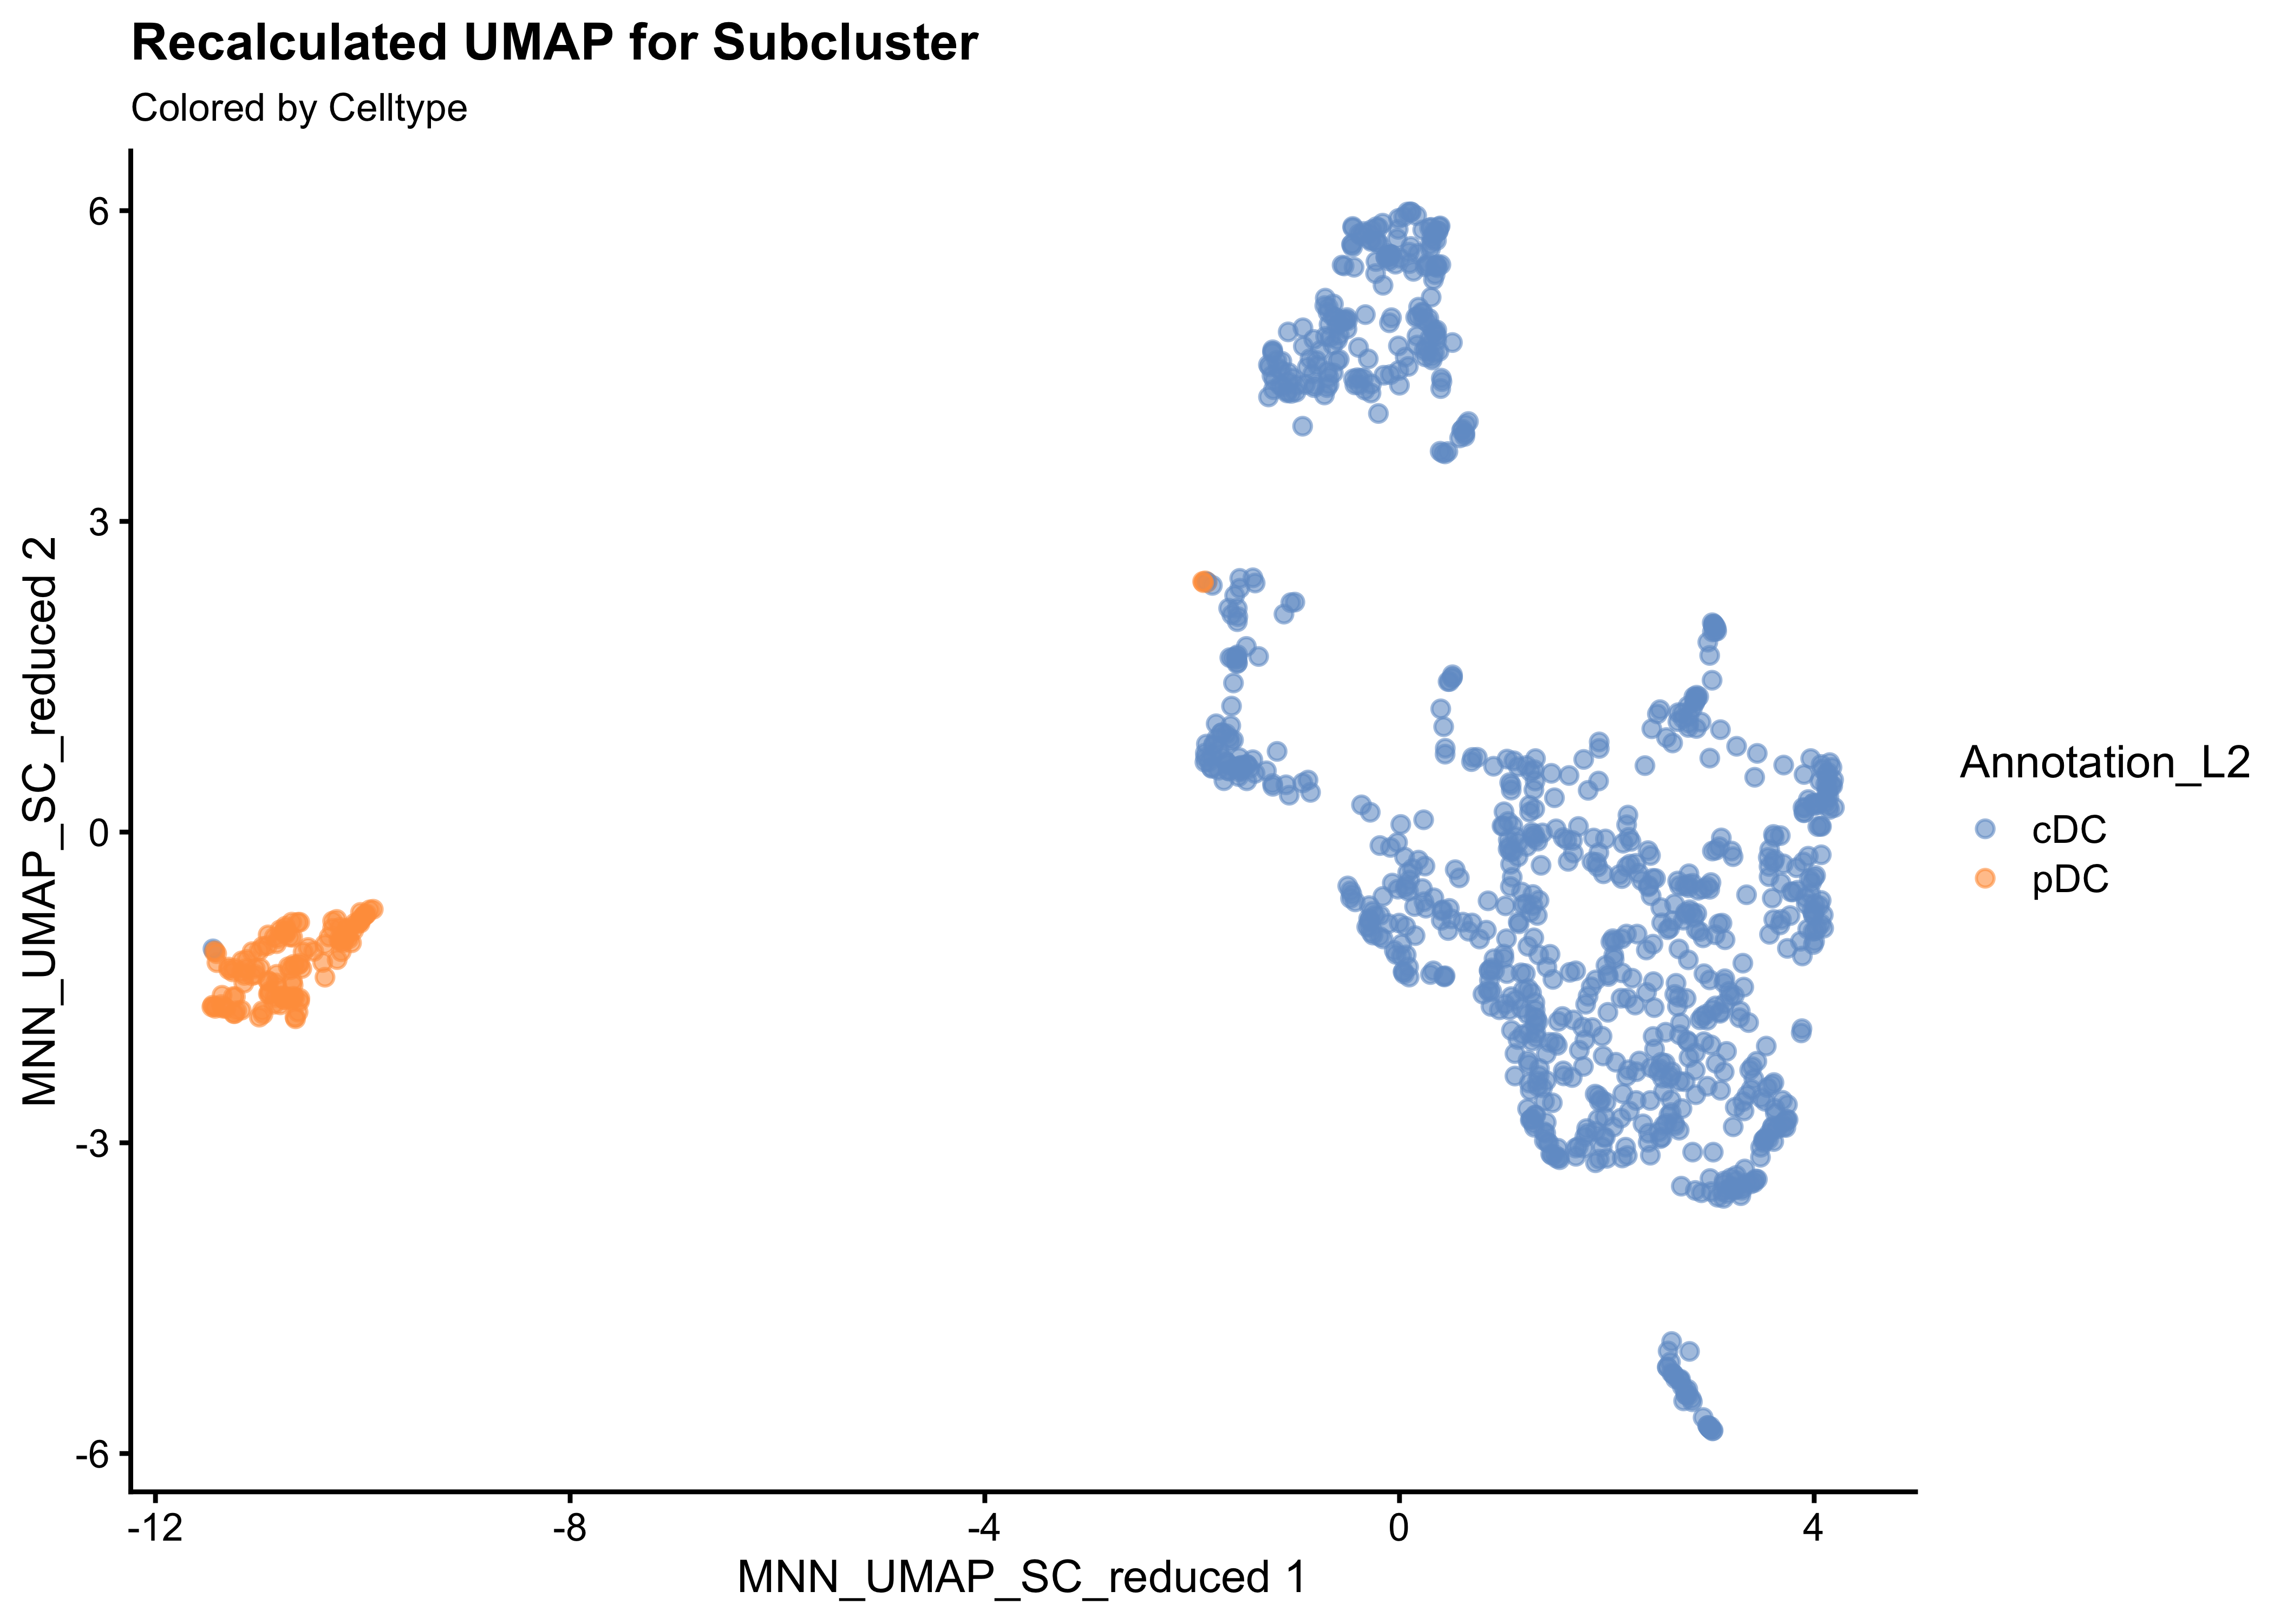 Recalculated UMAP for Subcluster
Colored by Celltype
6
3
0
-3
-6
MNN_UMAP_SC_reduced 2
-12
-8
-4
0
4
MNN_UMAP_SC_reduced 1
Annotation_L2
cDC
pDC